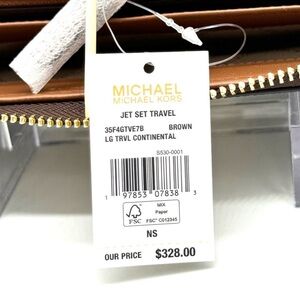 MICHAEL
MICHAEL KORS
JET SET TRAVEL
35F4GTVE7B BROWN
LG TRVL CONTINENTAL
S530-0001
1 97853 07838 3
FSC
MIX
Paper
FSC® C012345
NS
OUR PRICE $328.00